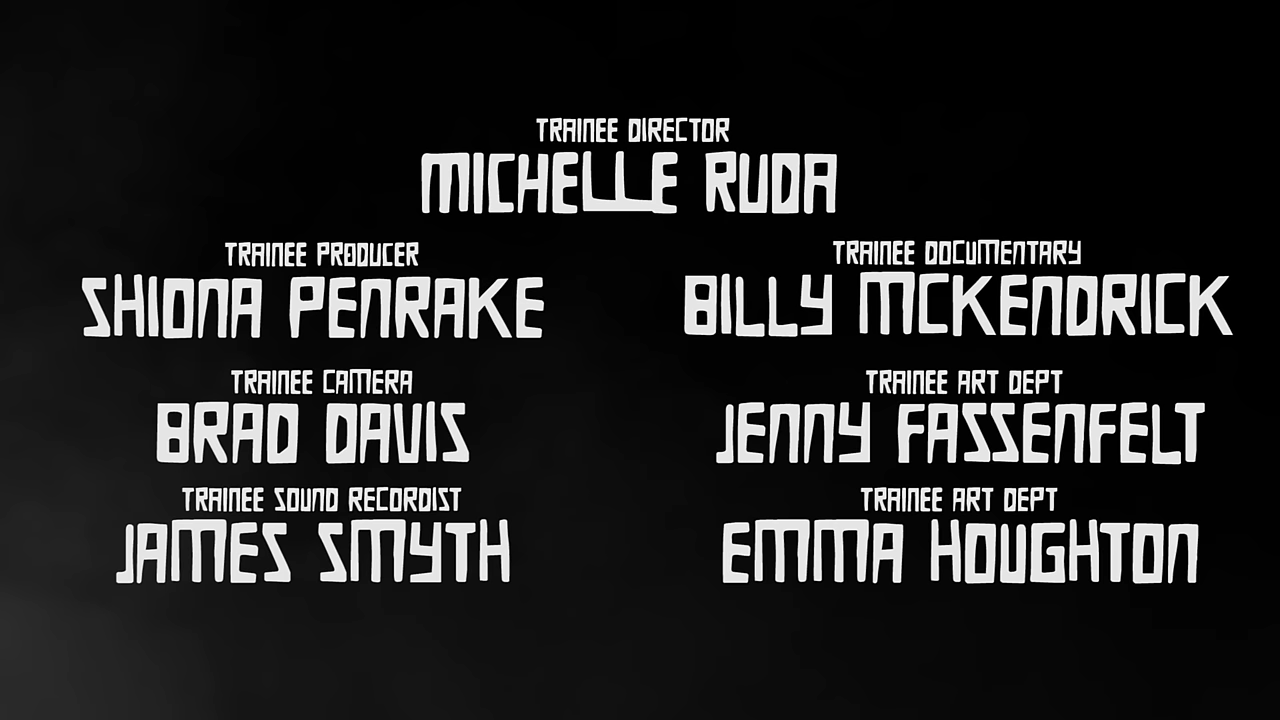 TRAINEE DIRECTOR
MICHELLE RUDA
TRAINEE PRODUCER
SHIONA PENRAKE
TRAINEE DOCUMENTARY
BILLY MCKENDRICK
TRAINEE CAMERA
BRAD DAVIS
TRAINEE ART DEPT
JENNY FASSENFELT
TRAINEE SOUND RECORDIST
JAMES SMYTH
TRAINEE ART DEPT
EMMA HOUGHTON